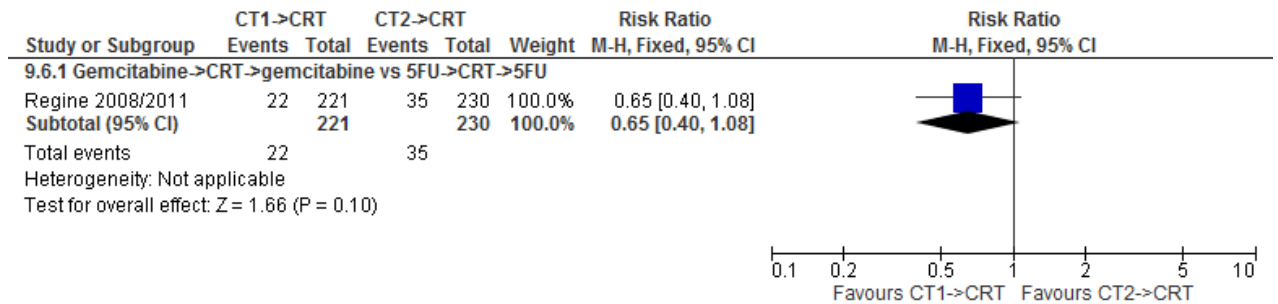 CT1->CRT CT2->CRT Risk Ratio Risk Ratio
Study or Subgroup Events Total Events Total Weight M-H, Fixed, 95% CI M-H, Fixed, 95% CI
9.6.1 Gemcitabine->CRT->gemcitabine vs 5FU->CRT->5FU
Regine 2008/2011 22 221 35 230 100.0% 0.65 [0.40, 1.08]
Subtotal (95% CI) 221 230 100.0% 0.65 [0.40, 1.08]
Total events 22 35
Heterogeneity: Not applicable
Test for overall effect: Z = 1.66 (P = 0.10)
0.1 0.2 0.5 1 2 5 10
Favours CT1->CRT Favours CT2->CRT